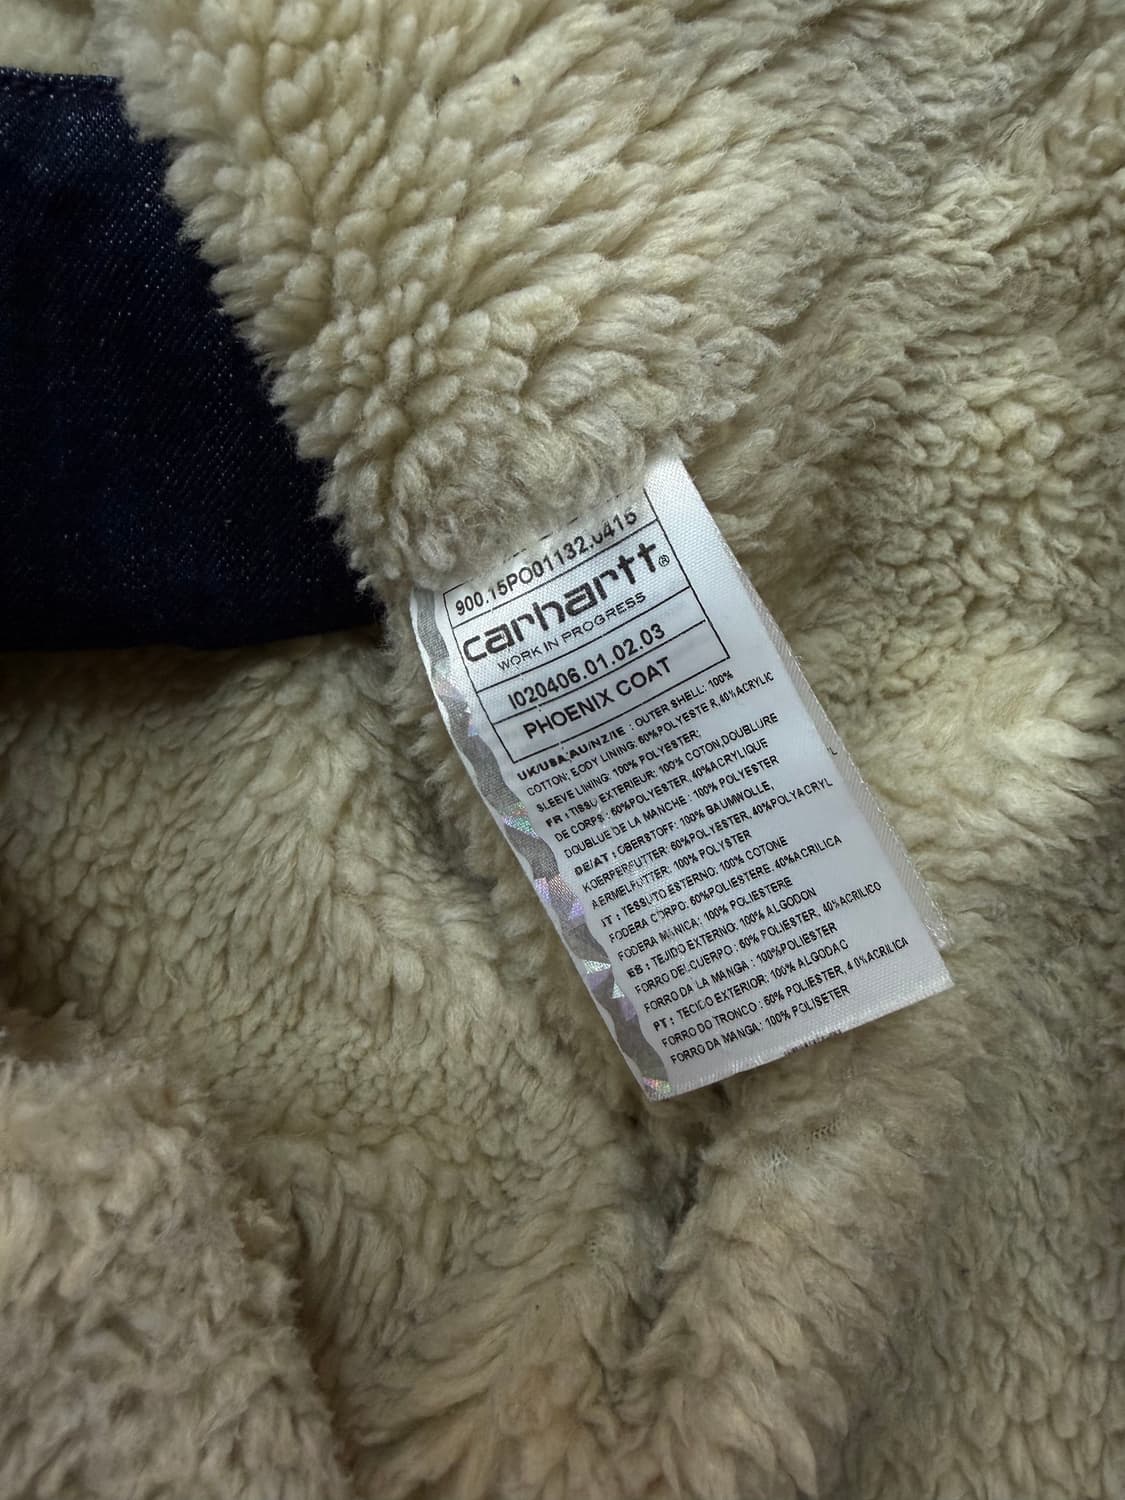 900.15PO01132.0415
carhartt®
WORK IN PROGRESS
I020406.01.02.03
PHOENIX COAT
UK/USA/AU/NZ/IE : OUTER SHELL: 100%
COTTON; BODY LINING: 60%POLYESTER,40%ACRYLIC
SLEEVE LINING: 100% POLYESTER;
FR : TISSU EXTERIEUR: 100% COTON,DOUBLURE
DE CORPS : 60%POLYESTER, 40%ACRYLIQUE
DOUBLUE DE LA MANCHE : 100% POLYESTER
DE/AT : OBERSTOFF: 100% BAUMWOLLE,
KOERPERFUTTER: 60%POLYESTER, 40%POLYACRYL
AERMELFUTTER: 100% POLYSTER
IT : TESSUTO ESTERNO: 100% COTONE
FODERA CORPO: 60%POLIESTERE. 40%ACRILICA
FODERA MANICA: 100% POLIESTERE
ES : TEJIDO EXTERNO: 100% ALGODON
FORRO DEL CUERPO : 60% POLIESTER, 40%ACRILICO
FORRO DA LA MANGA : 100%POLIESTER
PT : TECIDO EXTERIOR: 100% ALGODAC
FORRO DO TRONCO : 60% POLIESTER, 40%ACRILICA
FORRO DA MANGA: 100% POLISETER